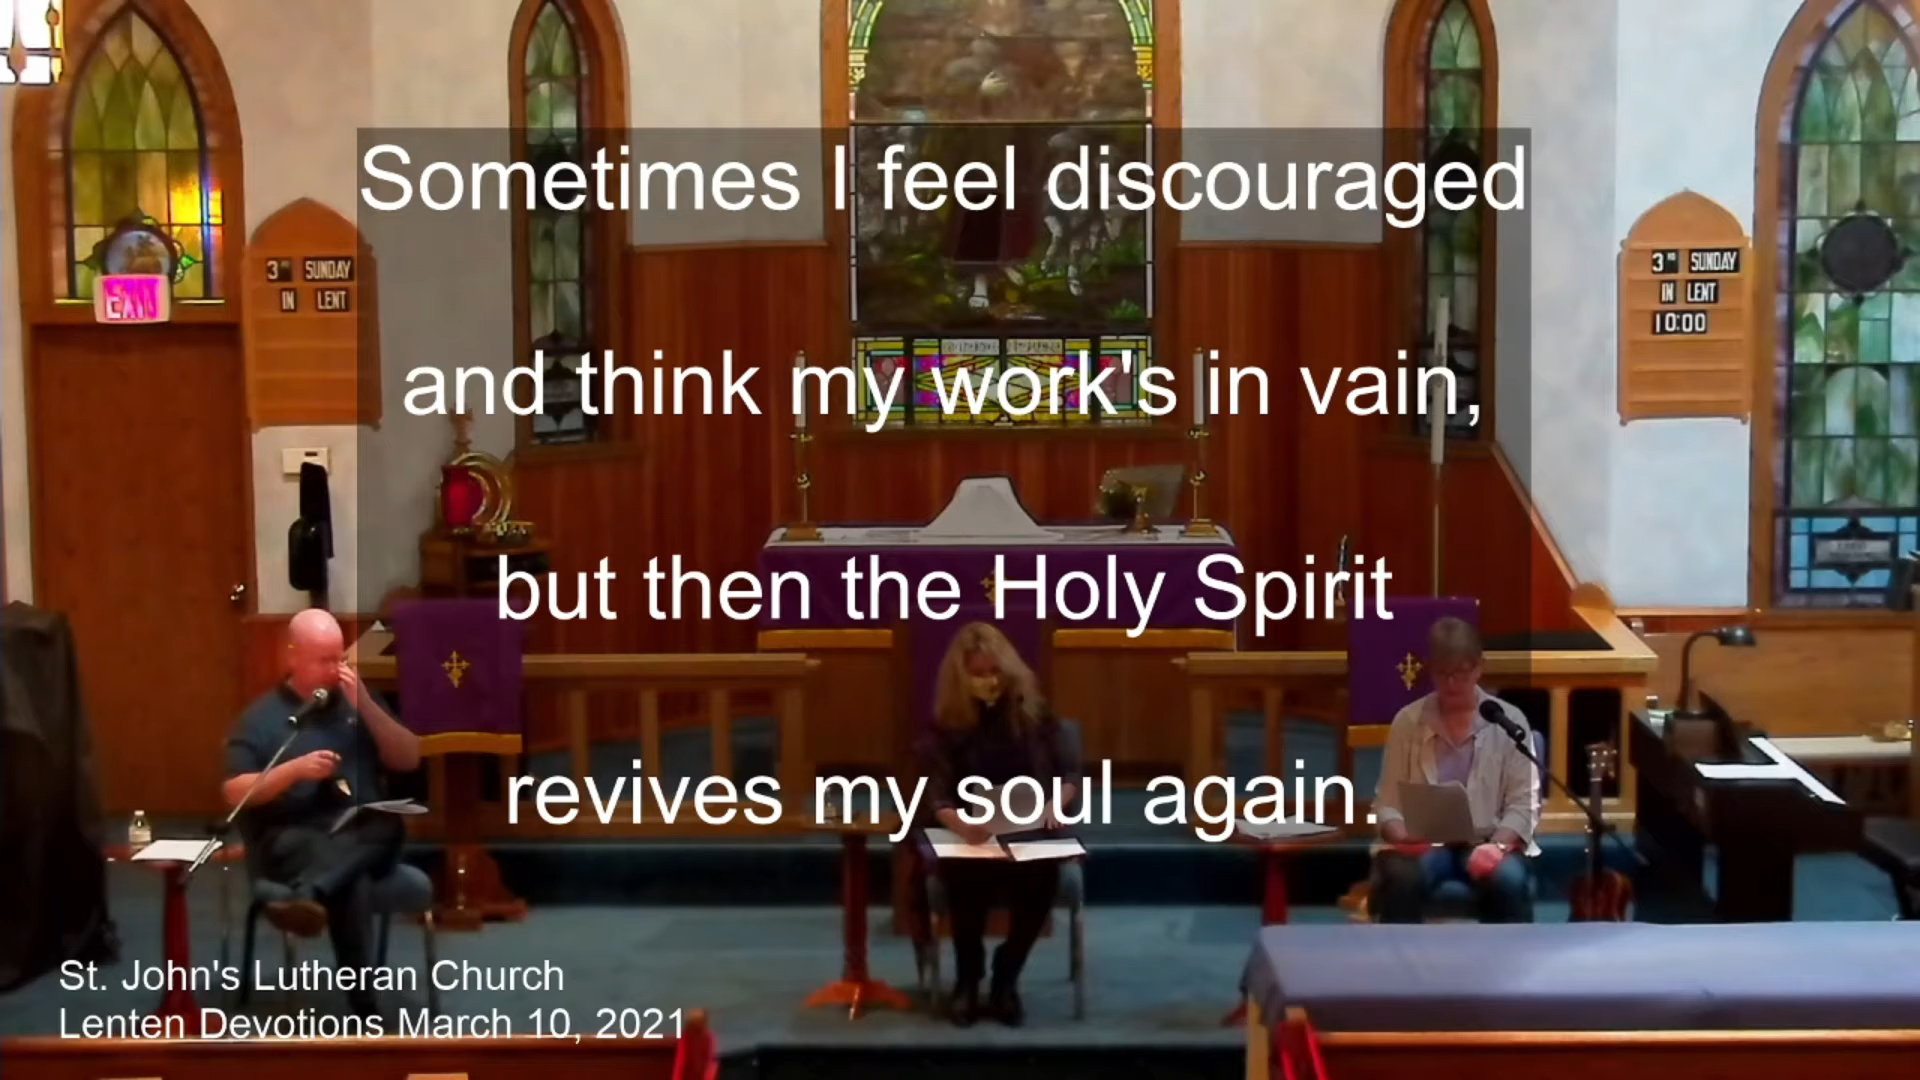 Sometimes I feel discouraged
and think my work's in vain,
but then the Holy Spirit
revives my soul again.
3RD SUNDAY
IN LENT
EXIT
3RD SUNDAY
IN LENT
10:00
St. John's Lutheran Church
Lenten Devotions March 10, 2021